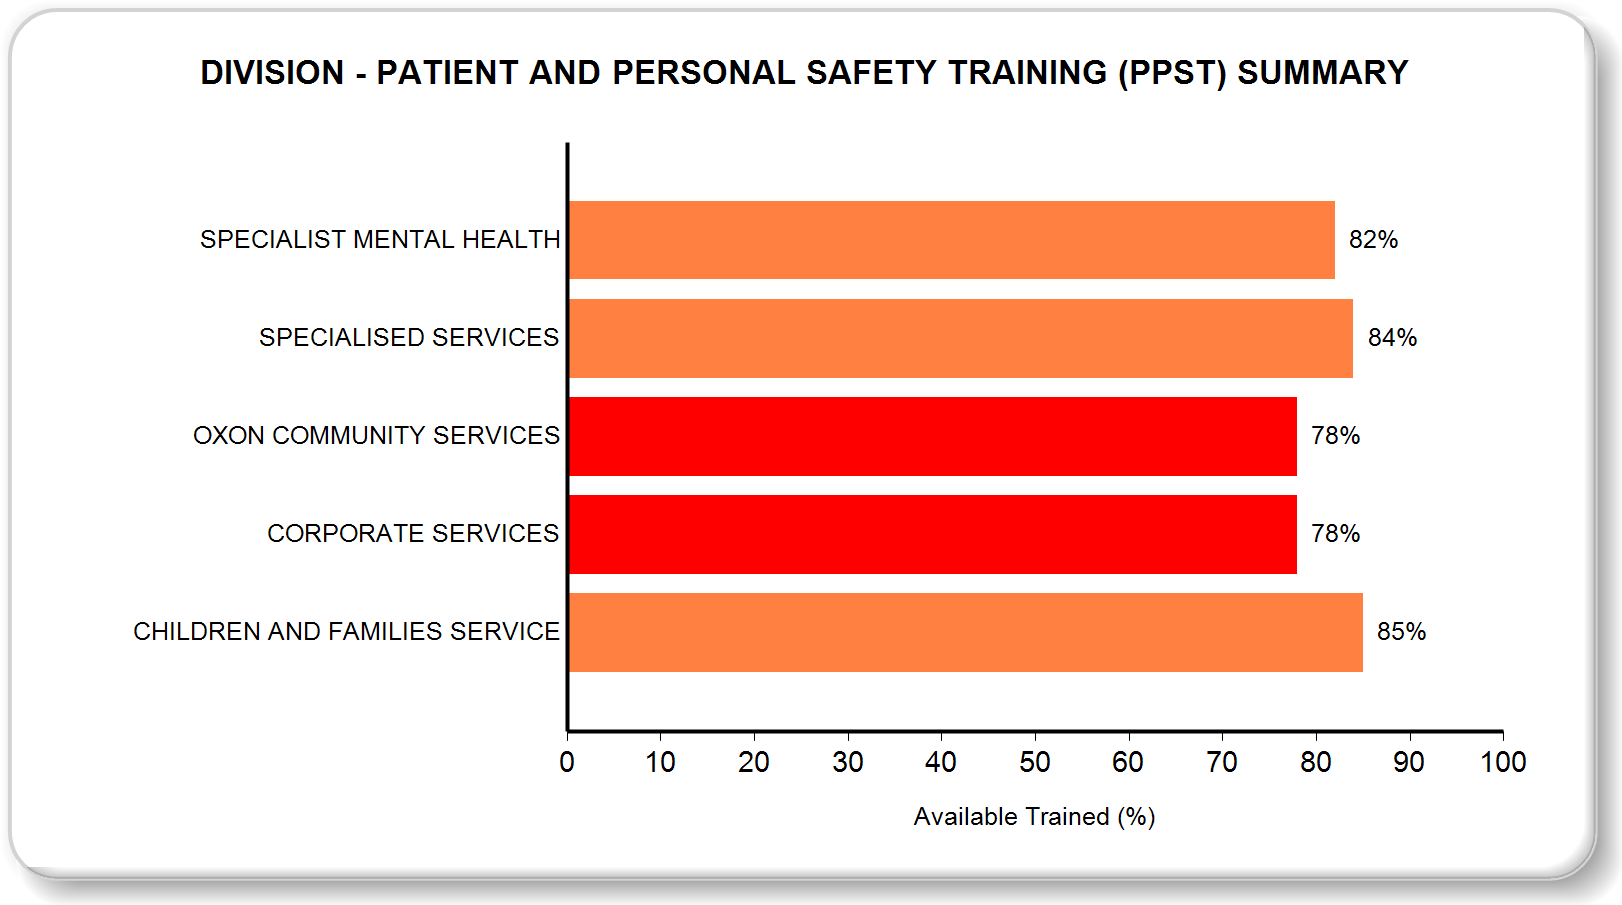 DIVISION - PATIENT AND PERSONAL SAFETY TRAINING (PPST) SUMMARY
SPECIALIST MENTAL HEALTH 82%
SPECIALISED SERVICES 84%
OXON COMMUNITY SERVICES 78%
CORPORATE SERVICES 78%
CHILDREN AND FAMILIES SERVICE 85%
0 10 20 30 40 50 60 70 80 90 100
Available Trained (%)